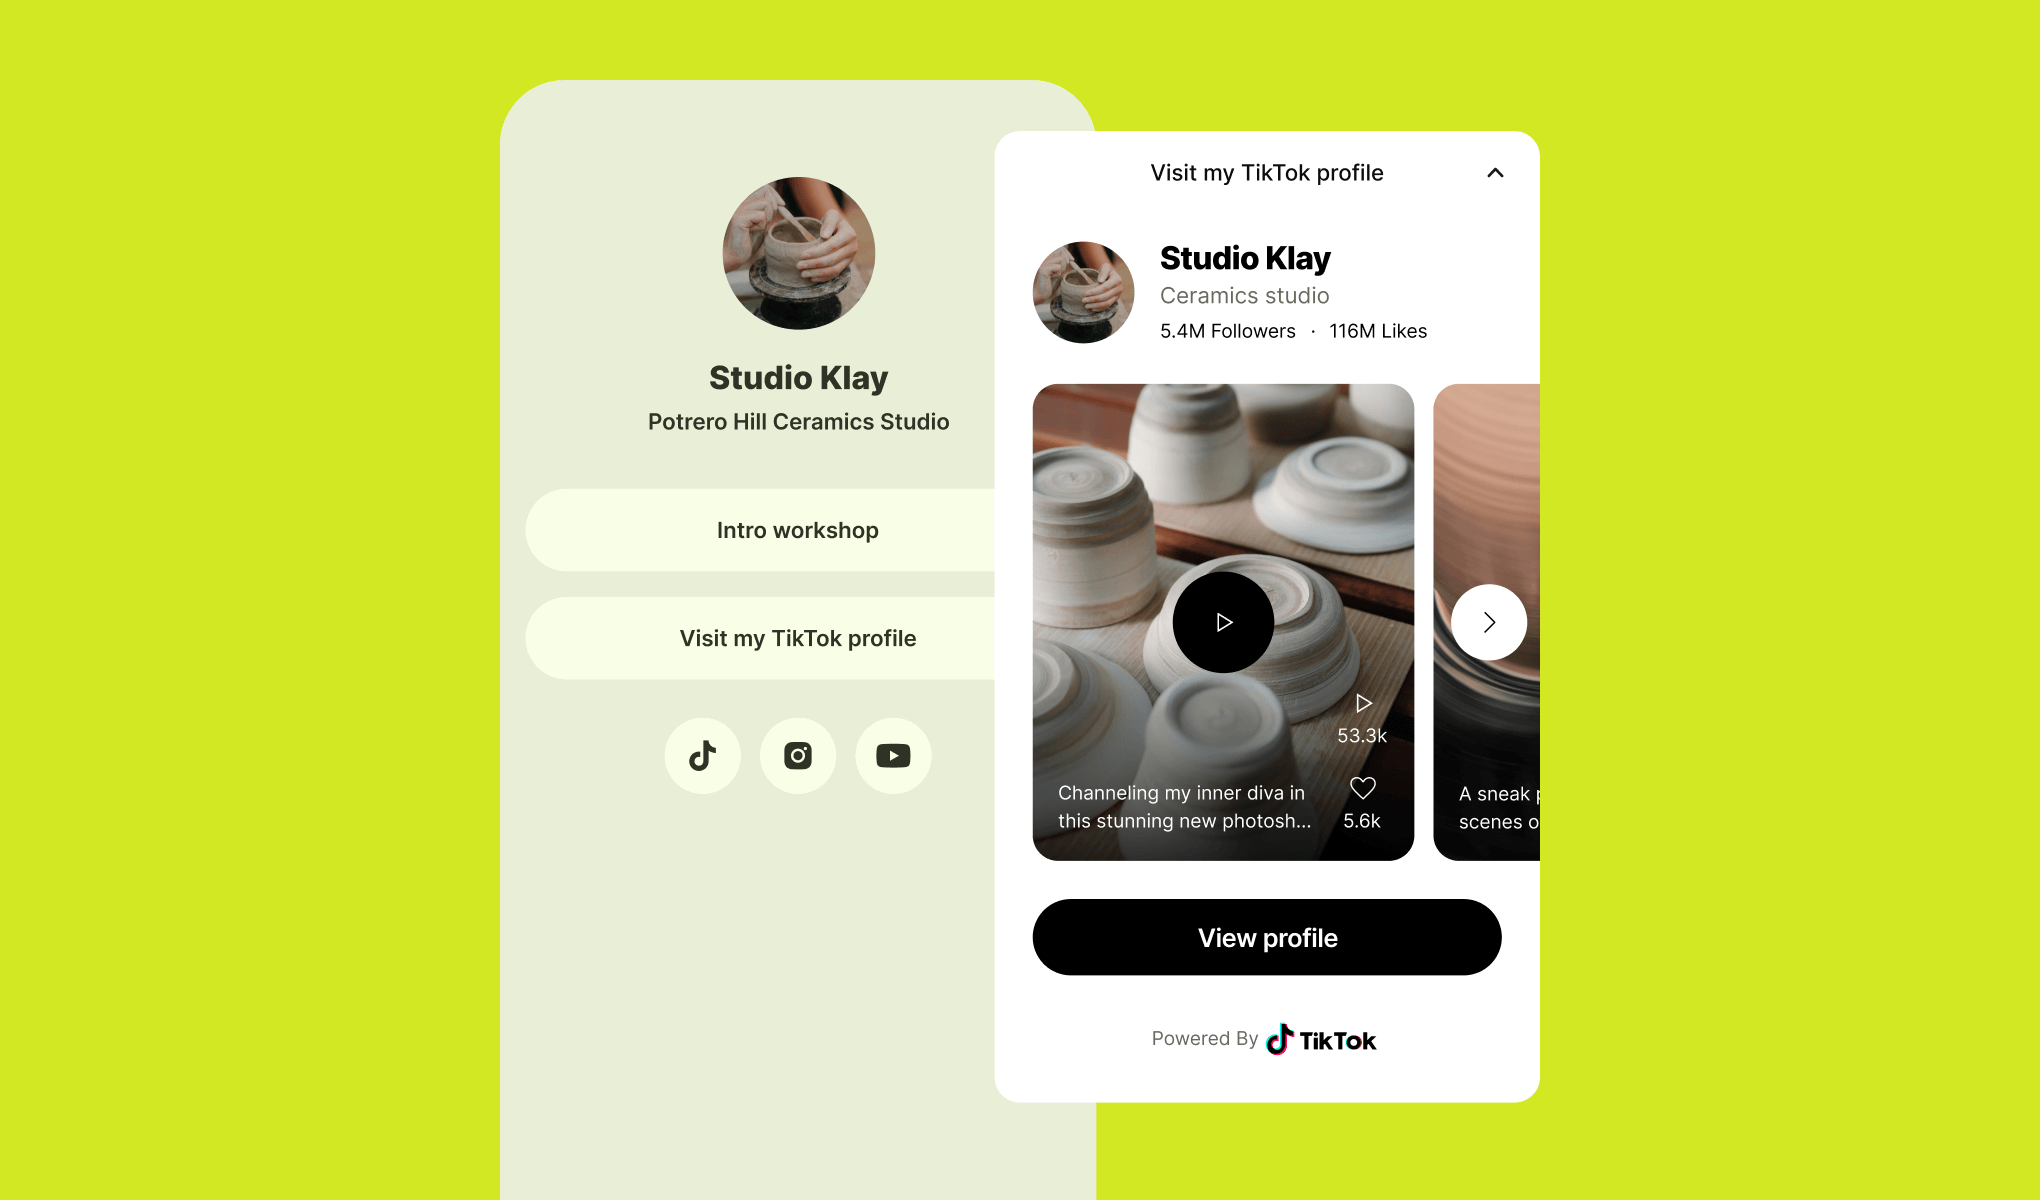 Studio Klay
Potrero Hill Ceramics Studio
Intro workshop
Visit my TikTok profile
Visit my TikTok profile
Studio Klay
Ceramics studio
5.4M Followers · 116M Likes
53.3k
Channeling my inner diva in
this stunning new photosh...
5.6k
A sneak
scenes o
View profile
Powered By TikTok